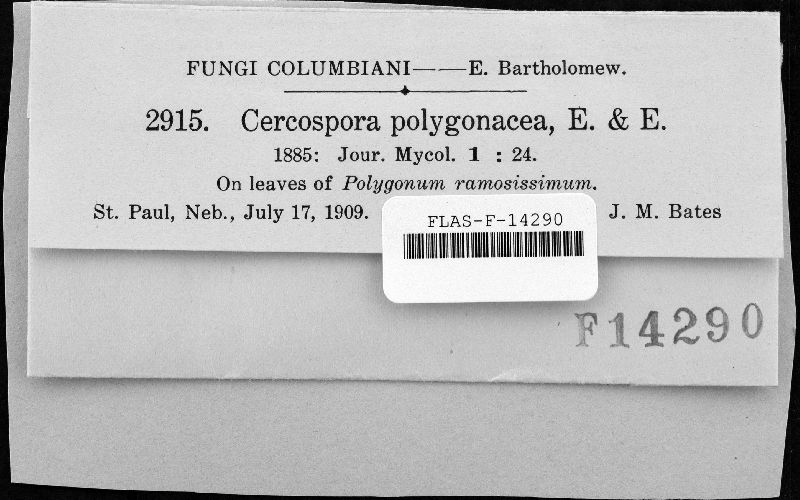 FUNGI COLUMBIANI——E. Bartholomew.
2915. Cercospora polygonacea, E. & E.
1885: Jour. Mycol. 1 : 24.
On leaves of Polygonum ramosissimum.
St. Paul, Neb., July 17, 1909. J. M. Bates
FLAS-F-14290
F14290